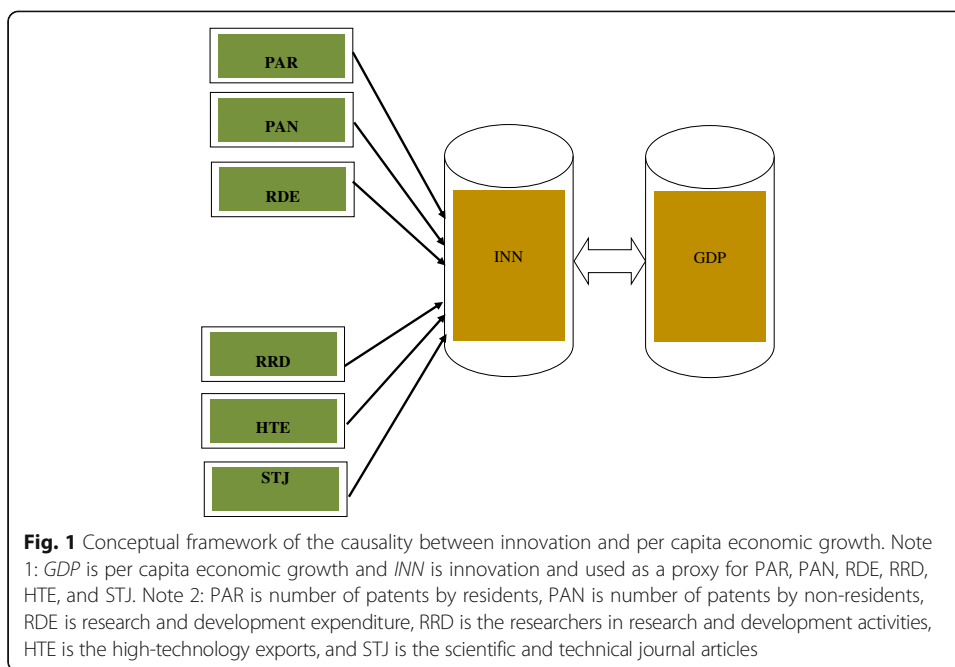 PAR
PAN
RDE
INN
GDP
RRD
HTE
STJ
Fig. 1 Conceptual framework of the causality between innovation and per capita economic growth. Note
1: GDP is per capita economic growth and INN is innovation and used as a proxy for PAR, PAN, RDE, RRD,
HTE, and STJ. Note 2: PAR is number of patents by residents, PAN is number of patents by non-residents,
RDE is research and development expenditure, RRD is the researchers in research and development activities,
HTE is the high-technology exports, and STJ is the scientific and technical journal articles